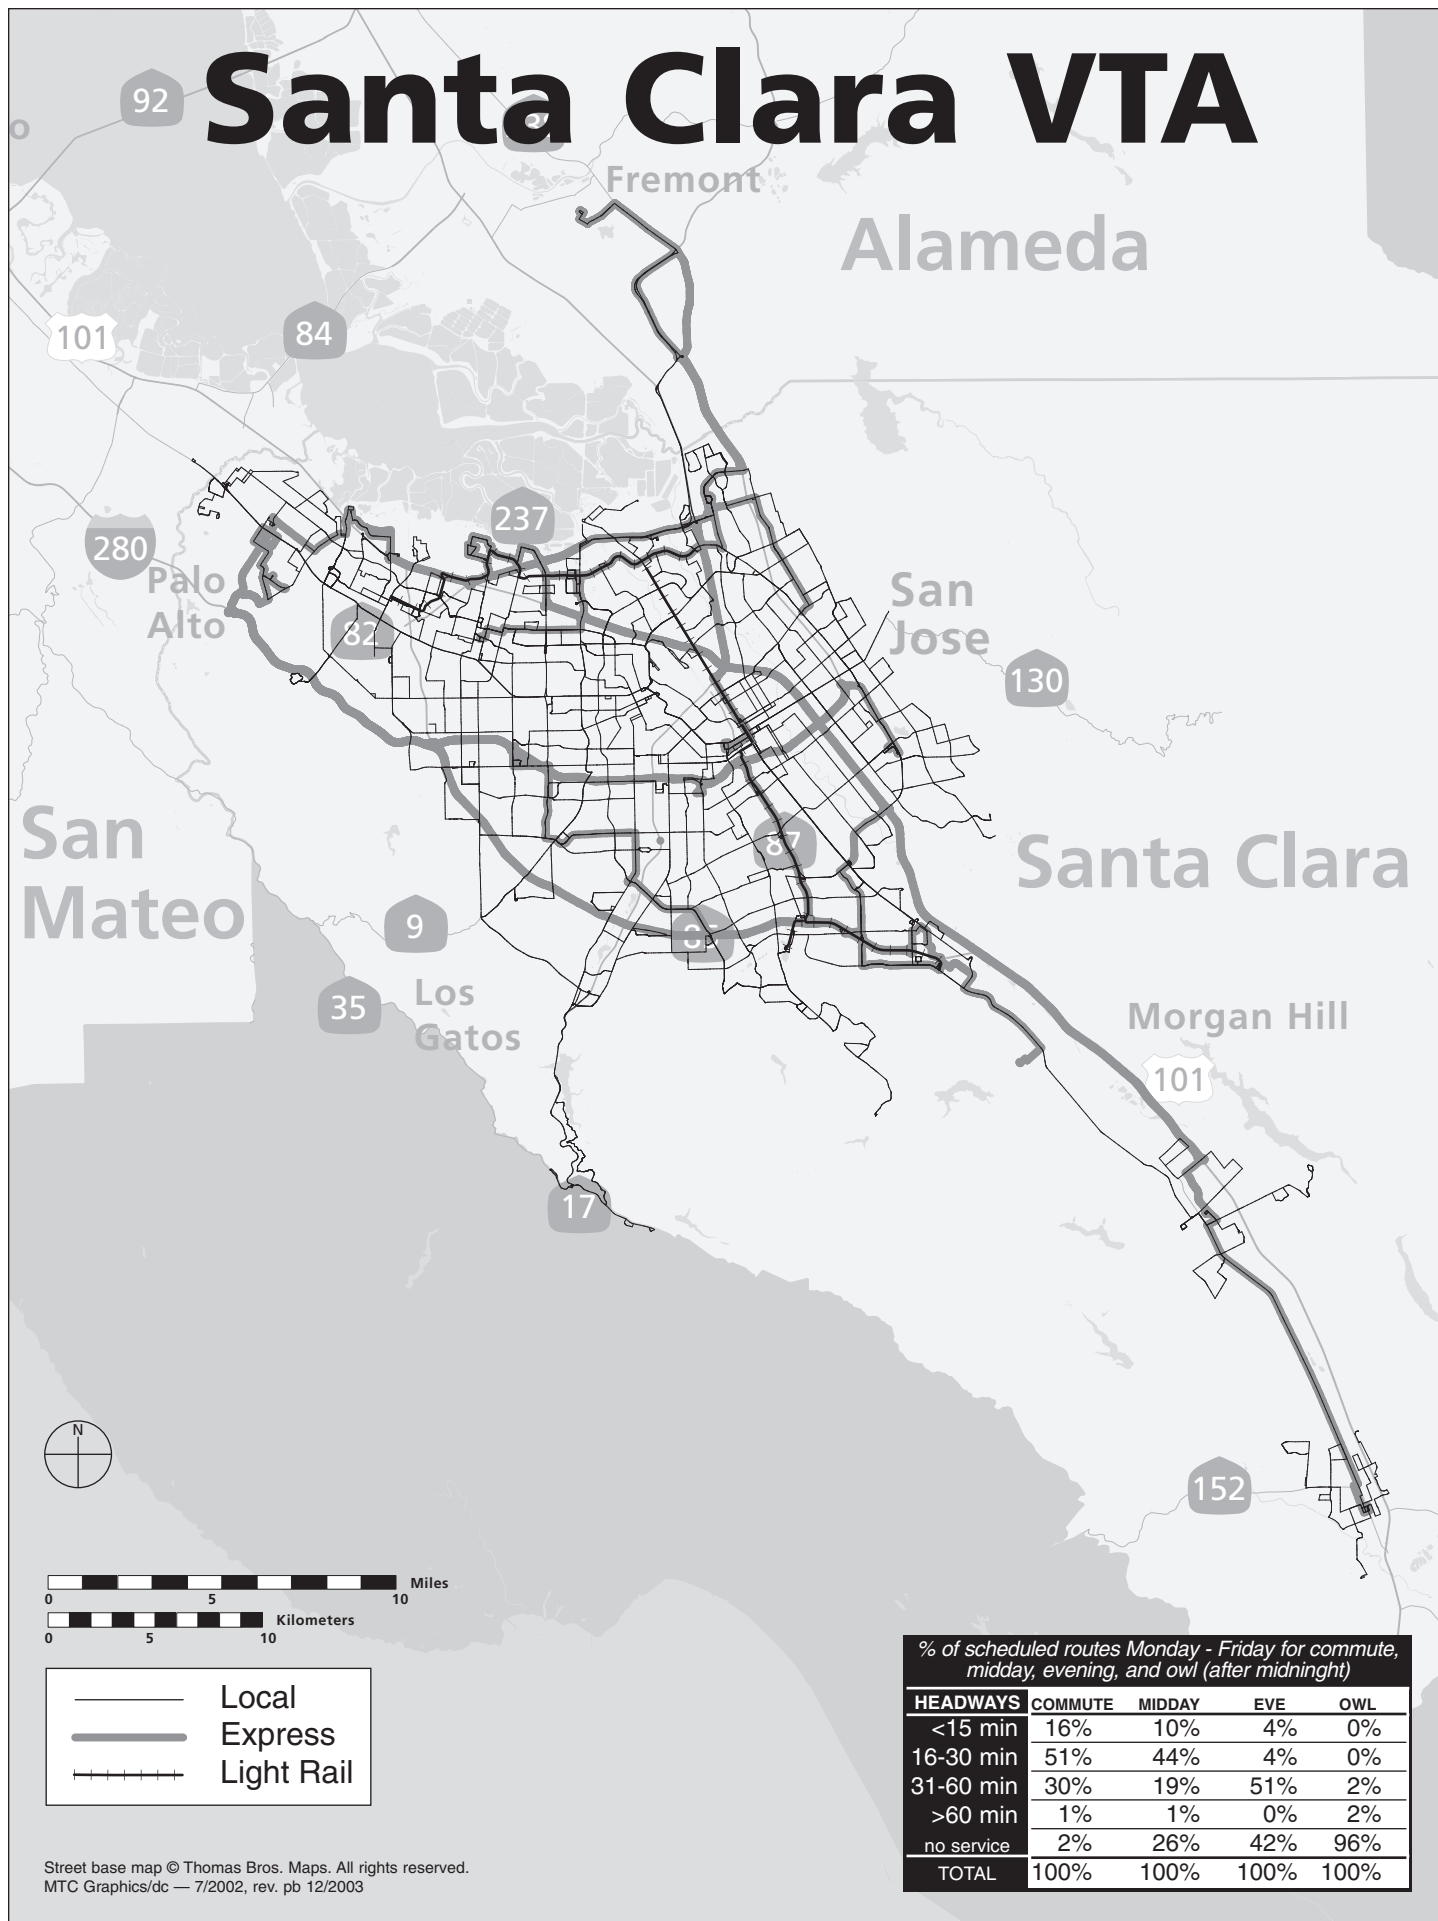 Santa Clara VTA
92
o
Fremont
Alameda
101
84
237
280
Palo
Alto
82
San
Jose
130
San
Mateo
87
Santa Clara
9
85
35
Los
Gatos
Morgan Hill
101
17
N
152
Miles
0 5 10
Kilometers
0 5 10
Local
Express
Light Rail
% of scheduled routes Monday - Friday for commute,
midday, evening, and owl (after midninght)
HEADWAYS COMMUTE MIDDAY EVE OWL
<15 min 16% 10% 4% 0%
16-30 min 51% 44% 4% 0%
31-60 min 30% 19% 51% 2%
>60 min 1% 1% 0% 2%
no service 2% 26% 42% 96%
TOTAL 100% 100% 100% 100%
Street base map © Thomas Bros. Maps. All rights reserved.
MTC Graphics/dc — 7/2002, rev. pb 12/2003